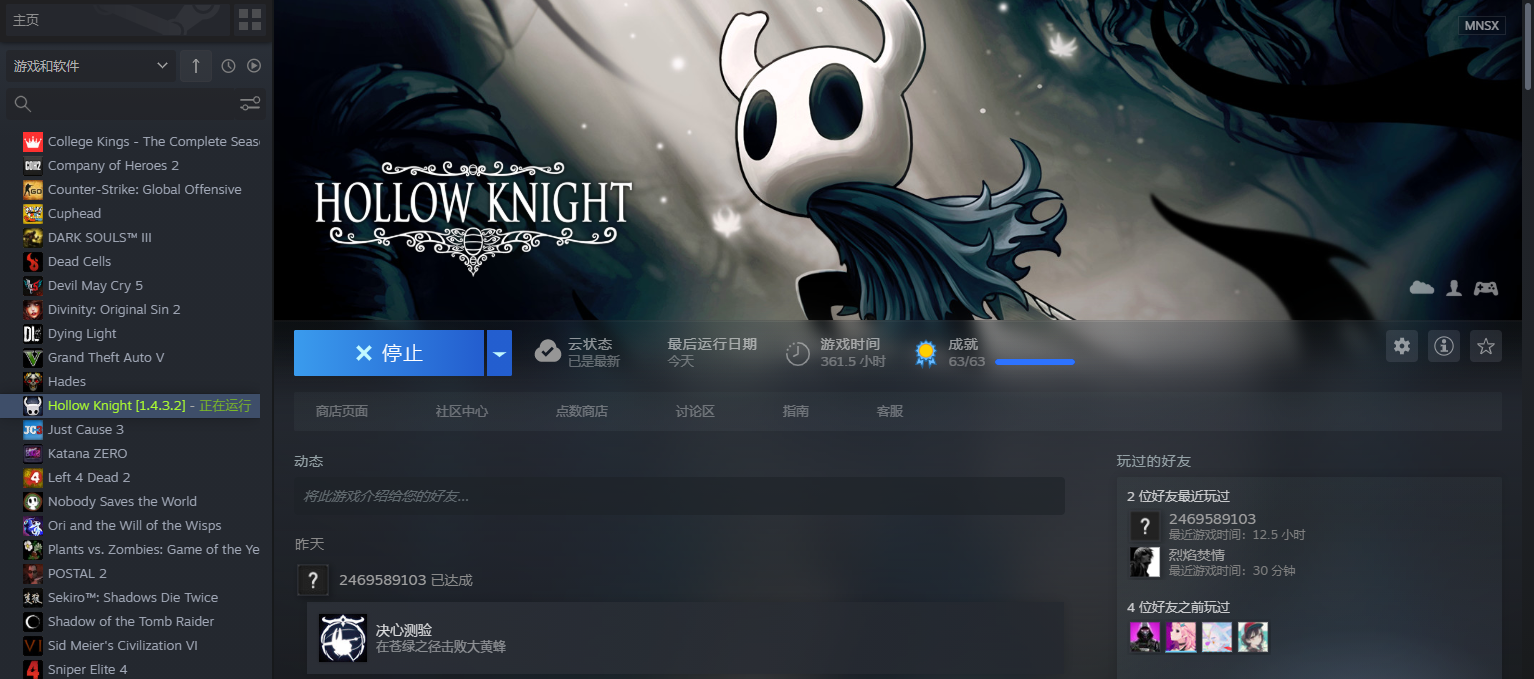 主页
游戏和软件
College Kings - The Complete Seas
Company of Heroes 2
Counter-Strike: Global Offensive
Cuphead
DARK SOULS™ III
Dead Cells
Devil May Cry 5
Divinity: Original Sin 2
DL
Dying Light
Grand Theft Auto V
Hades
Hollow Knight [1.4.3.2] - 正在运行
JC3
Just Cause 3
Katana ZERO
4
Left 4 Dead 2
Nobody Saves the World
Ori and the Will of the Wisps
Plants vs. Zombies: Game of the Ye
POSTAL 2
Sekiro™: Shadows Die Twice
Shadow of the Tomb Raider
VI
Sid Meier's Civilization VI
4
Sniper Elite 4
MNSX
HOLLOW KNIGHT
停止
云状态
已是最新
最后运行日期
今天
游戏时间
361.5 小时
成就
63/63
商店页面
社区中心
点数商店
讨论区
指南
客服
动态
将此游戏介绍给您的好友...
昨天
?
2469589103 已达成
决心测验
在苍绿之径击败大黄蜂
玩过的好友
2 位好友最近玩过
?
2469589103
最近游戏时间：12.5 小时
烈焰焚情
最近游戏时间：30 分钟
4 位好友之前玩过